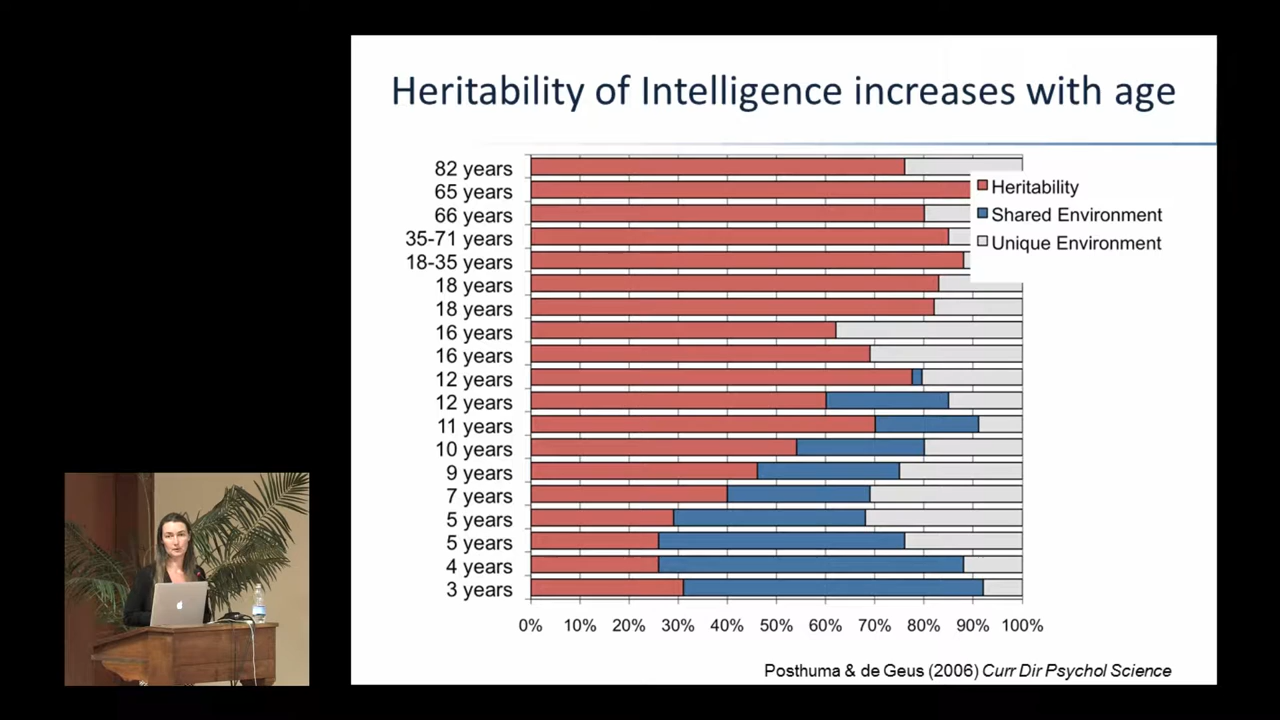 Heritability of Intelligence increases with age
82 years
65 years
66 years
35-71 years
18-35 years
18 years
18 years
16 years
16 years
12 years
12 years
11 years
10 years
9 years
7 years
5 years
5 years
4 years
3 years
Heritability
Shared Environment
Unique Environment
0% 10% 20% 30% 40% 50% 60% 70% 80% 90% 100%
Posthuma & de Geus (2006) Curr Dir Psychol Science